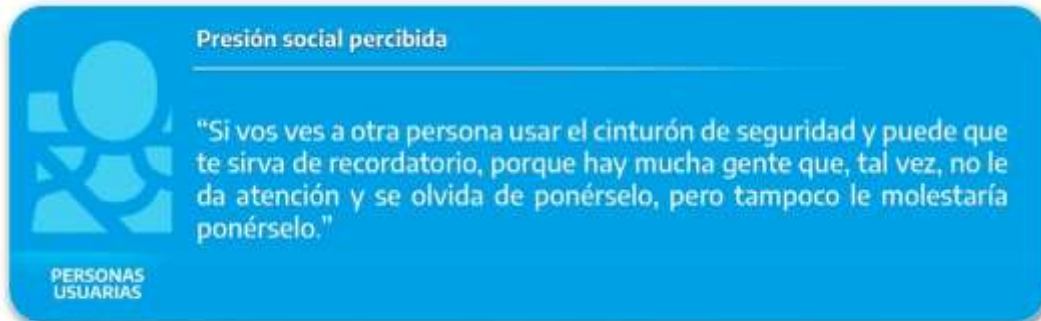 Presión social percibida
“Si vos ves a otra persona usar el cinturón de seguridad y puede que
te sirva de recordatorio, porque hay mucha gente que, tal vez, no le
da atención y se olvida de ponérselo, pero tampoco le molestaría
ponérselo.”
PERSONAS
USUARIAS